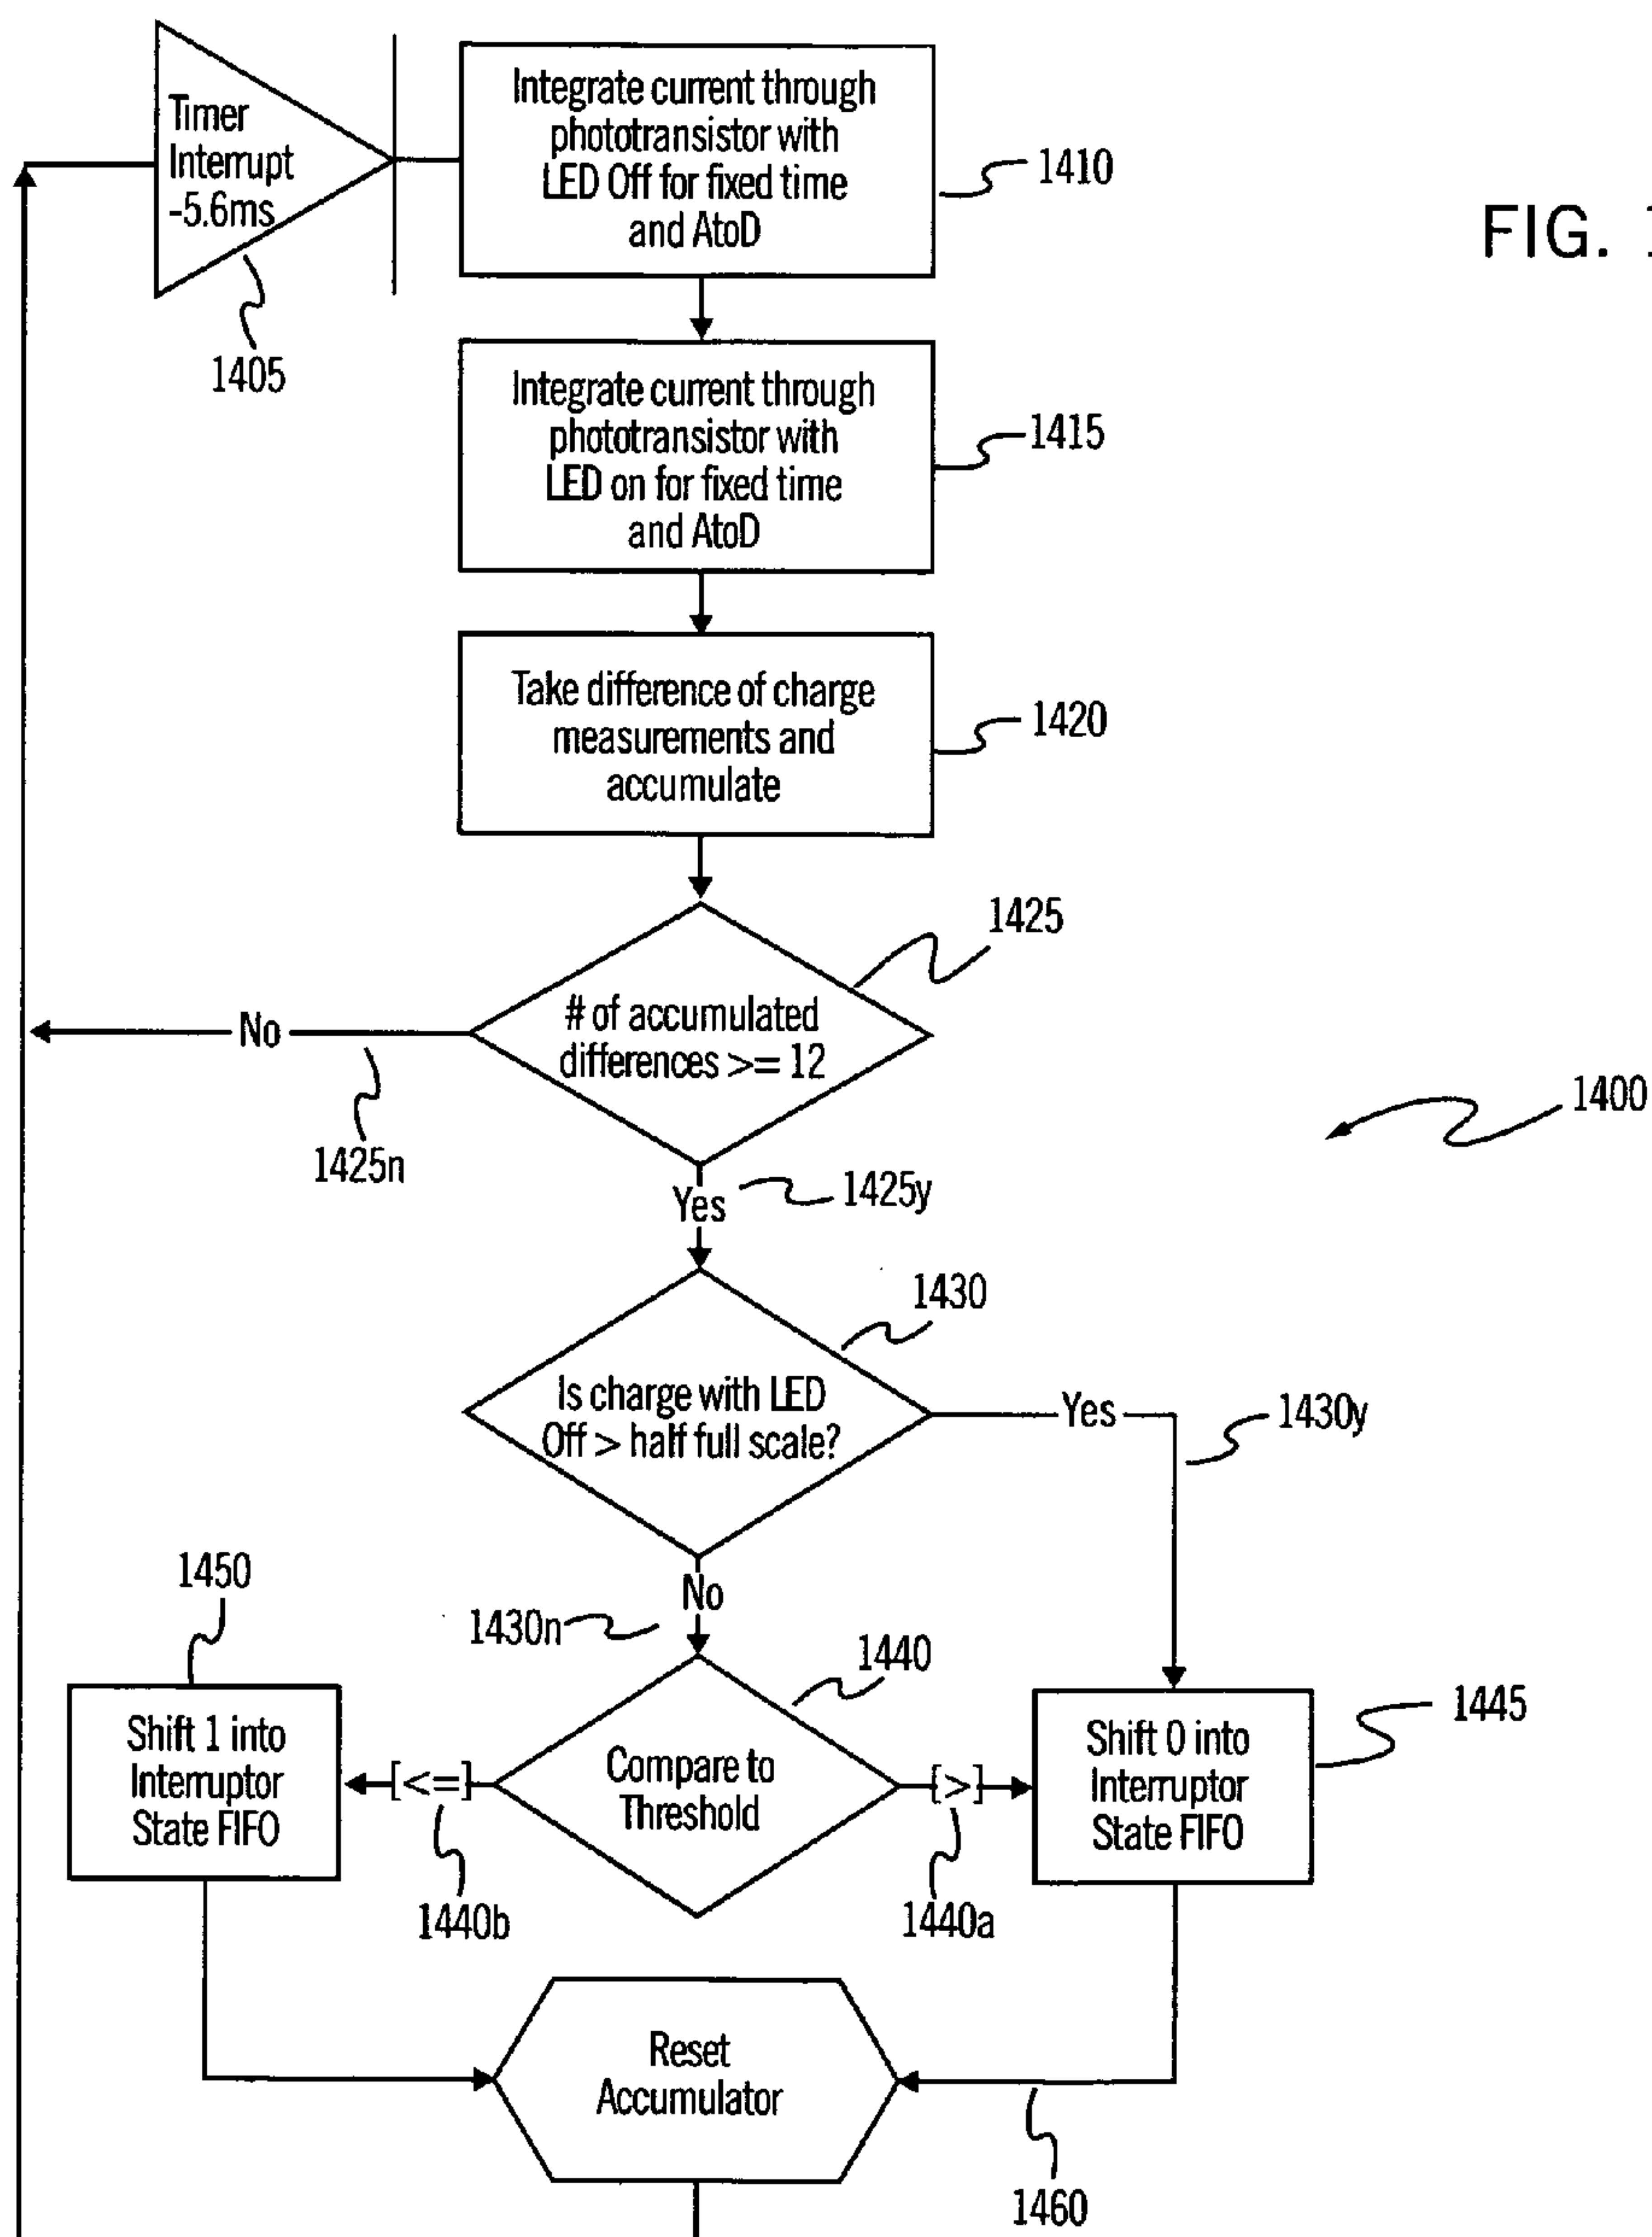 Timer
Interrupt
-5.6ms
1405
Integrate current through
phototransistor with
LED Off for fixed time
and AtoD
1410
FIG. 1
Integrate current through
phototransistor with
LED on for fixed time
and AtoD
1415
Take difference of charge
measurements and
accumulate
1420
# of accumulated
differences >= 12
1425
No
1425n
1400
Yes
1425y
Is charge with LED
Off > half full scale?
1430
Yes
1430y
No
1430n
1450
Shift 1 into
Interruptor
State FIFO
[<=]
1440b
Compare to
Threshold
1440
[>]
1440a
Shift 0 into
Interruptor
State FIFO
1445
Reset
Accumulator
1460